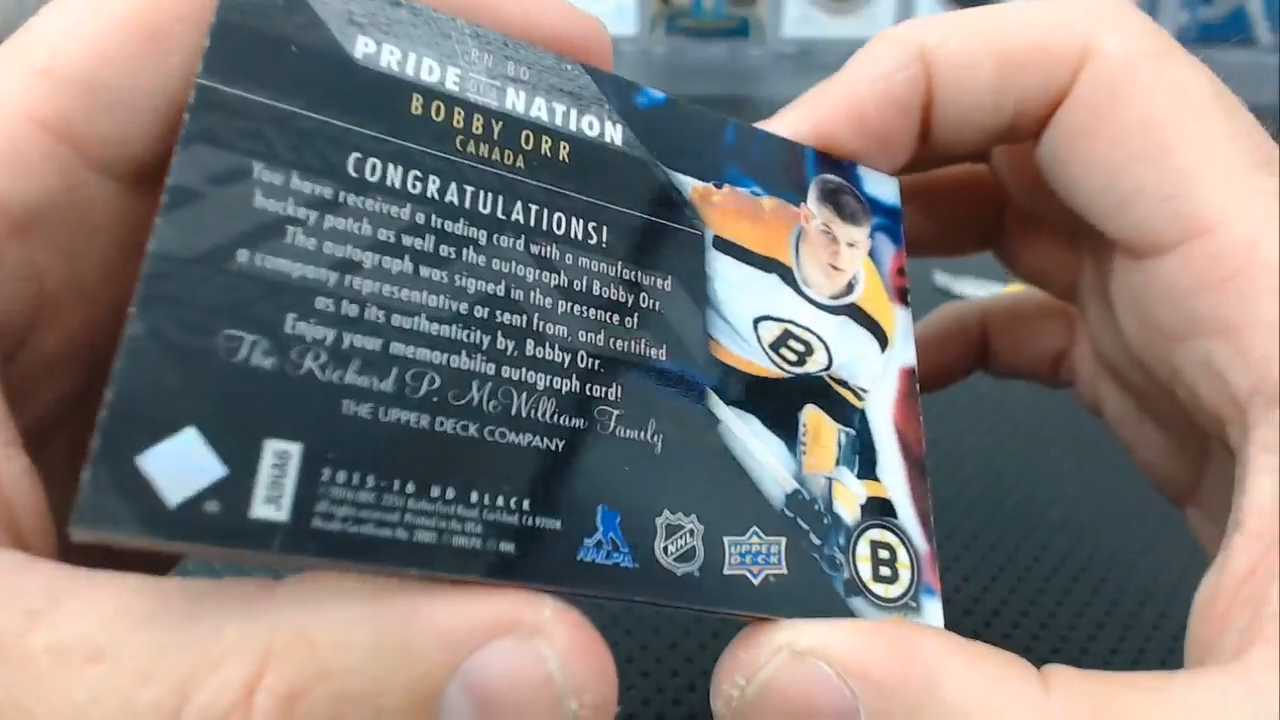 PRIDE OF A NATION
BOBBY ORR
CANADA
CONGRATULATIONS!
You have received a trading card with a manufactured
hockey patch as well as the autograph of Bobby Orr.
The autograph was signed in the presence of
a company representative or sent from, and certified
as to its authenticity by, Bobby Orr.
Enjoy your memorabilia autograph card!
The Richard P. McWilliam Family
THE UPPER DECK COMPANY
2015-16 UD BLACK
NHLPA
NHL
UPPER DECK
B
B